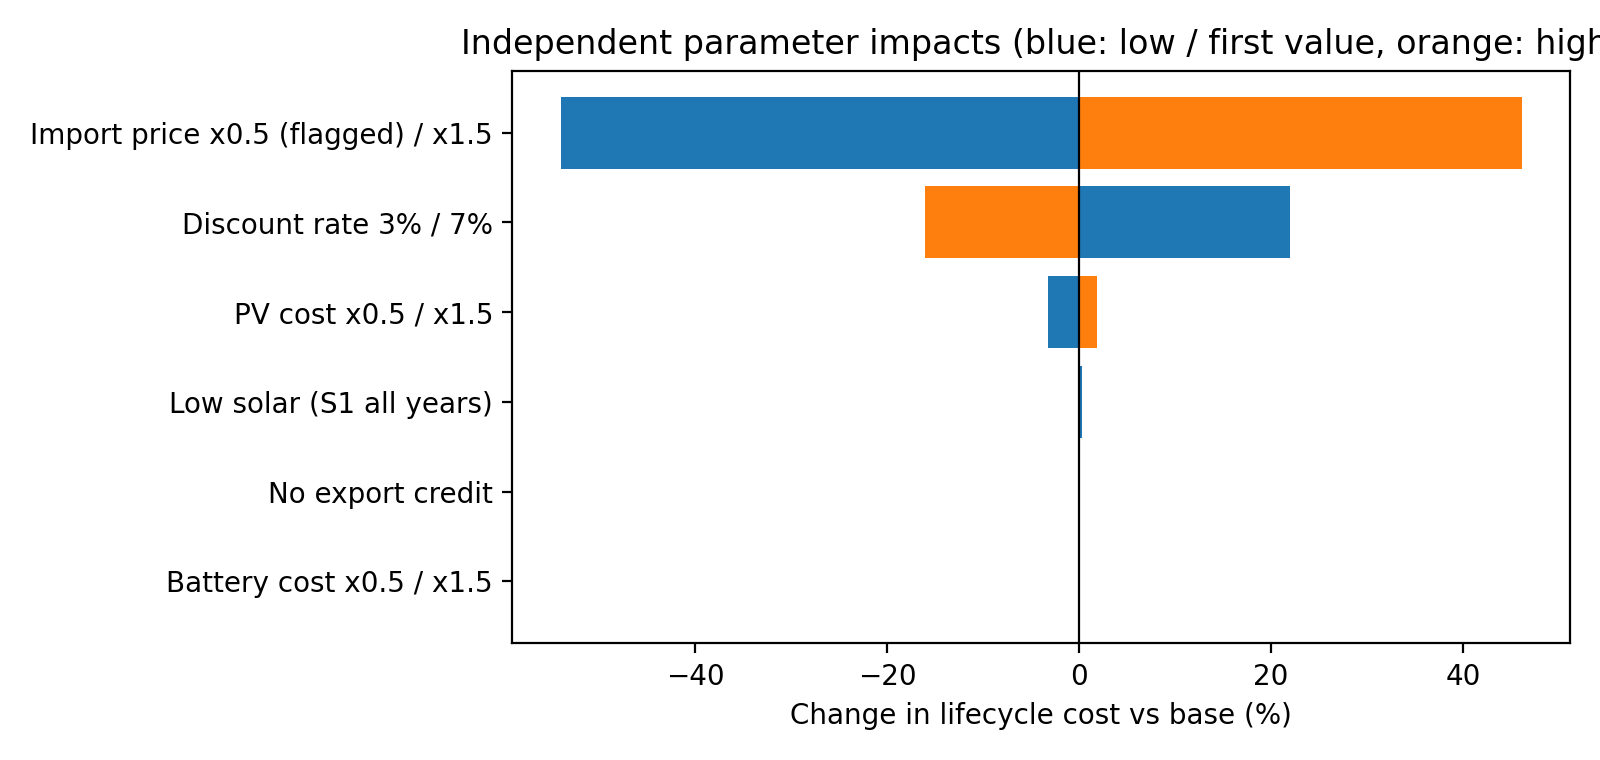 Independent parameter impacts (blue: low / first value, orange: high
Import price x0.5 (flagged) / x1.5
Discount rate 3% / 7%
PV cost x0.5 / x1.5
Low solar (S1 all years)
No export credit
Battery cost x0.5 / x1.5
−40 −20 0 20 40
Change in lifecycle cost vs base (%)